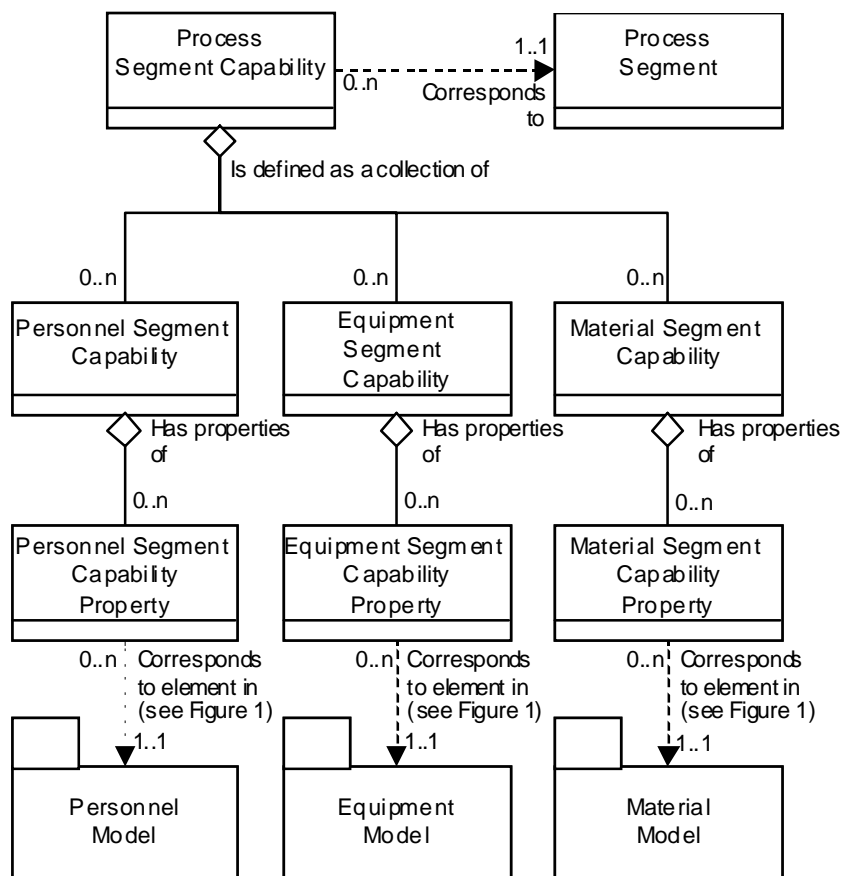 Process
Segment Capability
0..n
1..1
Corresponds
to
Process
Segment
Is defined as a collection of
0..n
0..n
0..n
Personnel Segment
Capability
Equipment
Segment
Capability
Material Segment
Capability
Has properties
of
Has properties
of
Has properties
of
0..n
0..n
0..n
Personnel Segment
Capability
Property
Equipment Segment
Capability
Property
Material Segment
Capability
Property
0..n
Corresponds
to element in
(see Figure 1)
1..1
0..n
Corresponds
to element in
(see Figure 1)
1..1
0..n
Corresponds
to element in
(see Figure 1)
1..1
Personnel
Model
Equipment
Model
Material
Model